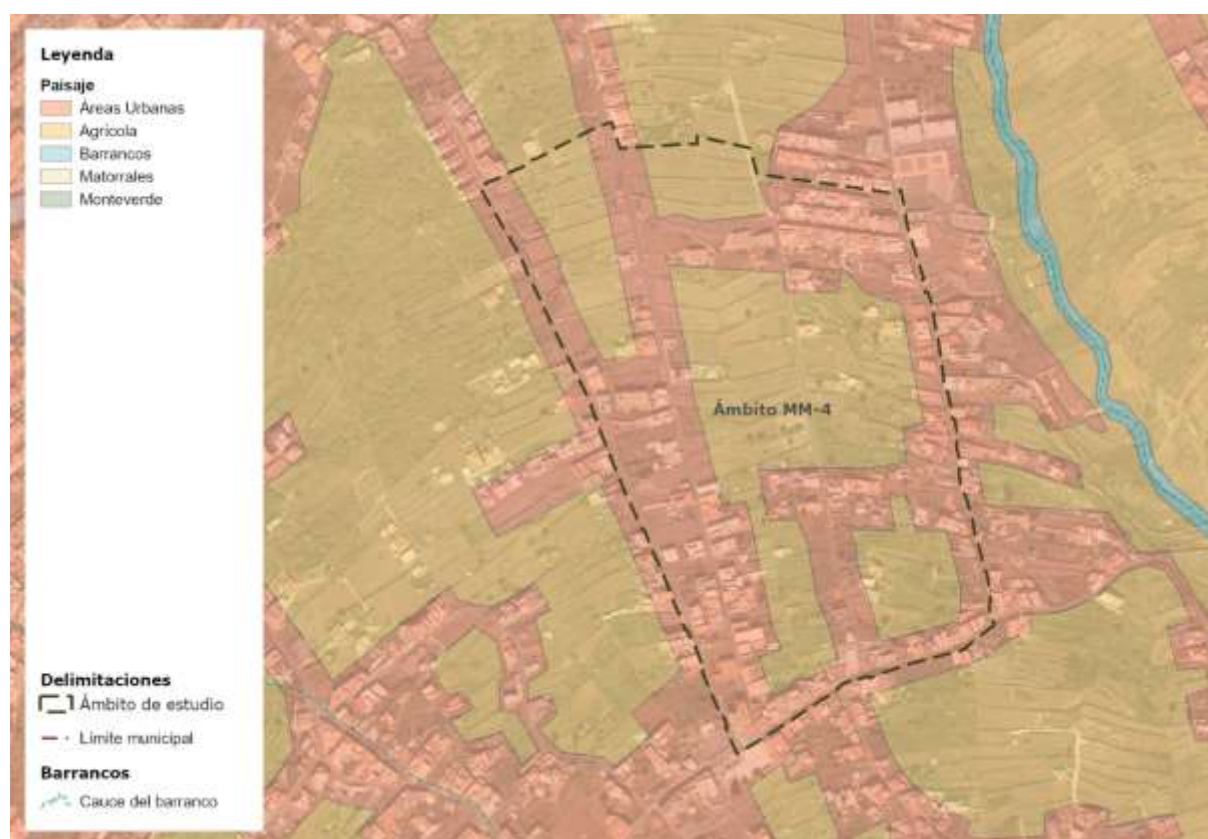 Leyenda
Paisaje
Áreas Urbanas
Agrícola
Barrancos
Matorrales
Monteverde
Ámbito MM-4
Delimitaciones
Ámbito de estudio
Límite municipal
Barrancos
Cauce del barranco